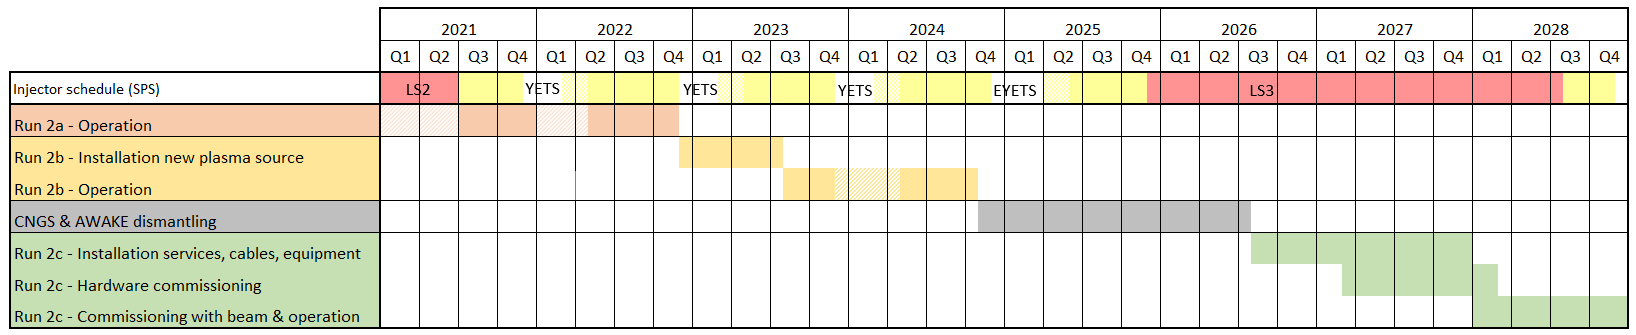 2021 2022 2023 2024 2025 2026 2027 2028
Q1 Q2 Q3 Q4 Q1 Q2 Q3 Q4 Q1 Q2 Q3 Q4 Q1 Q2 Q3 Q4 Q1 Q2 Q3 Q4 Q1 Q2 Q3 Q4 Q1 Q2 Q3 Q4 Q1 Q2 Q3 Q4
Injector schedule (SPS) LS2 YETS YETS YETS EYETS LS3
Run 2a - Operation
Run 2b - Installation new plasma source
Run 2b - Operation
CNGS & AWAKE dismantling
Run 2c - Installation services, cables, equipment
Run 2c - Hardware commissioning
Run 2c - Commissioning with beam & operation